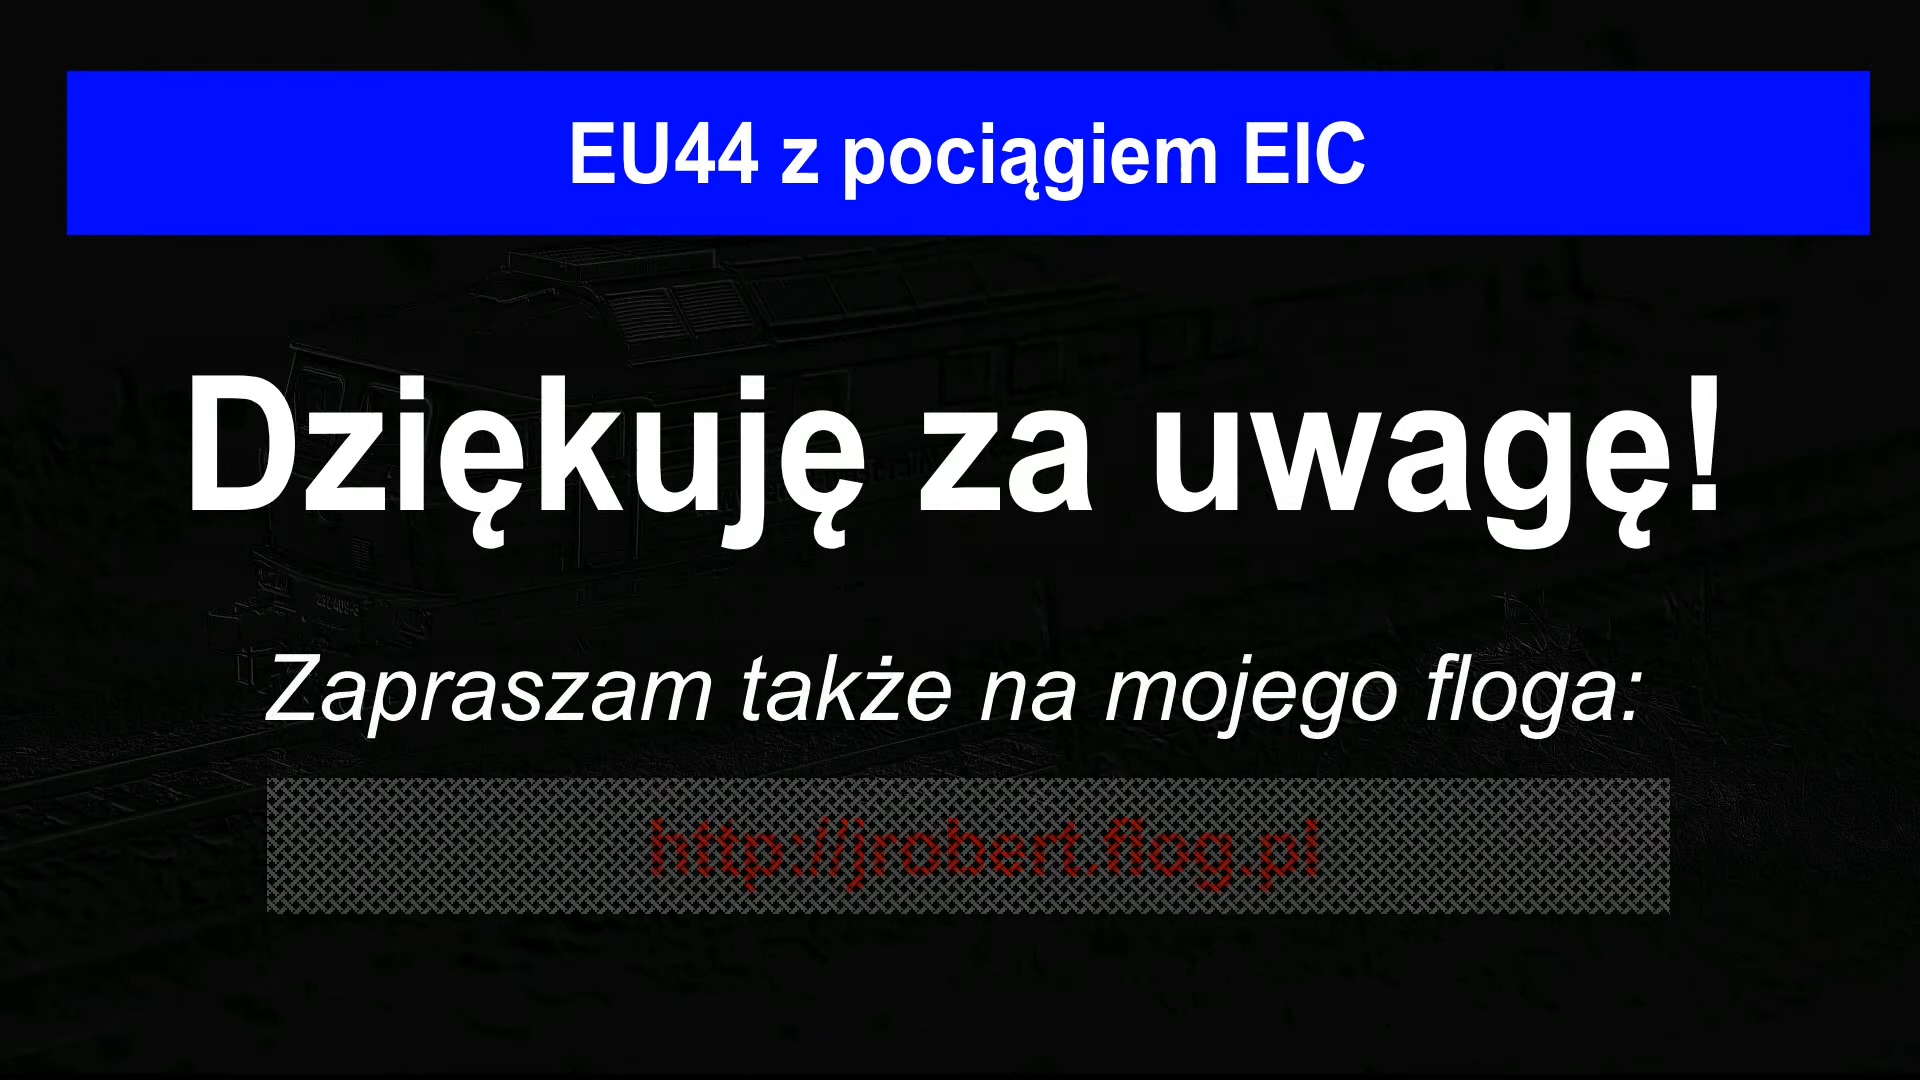 EU44 z pociągiem EIC
Dziękuję za uwagę!
Zapraszam także na mojego floga:
http://jrobert.flog.pl